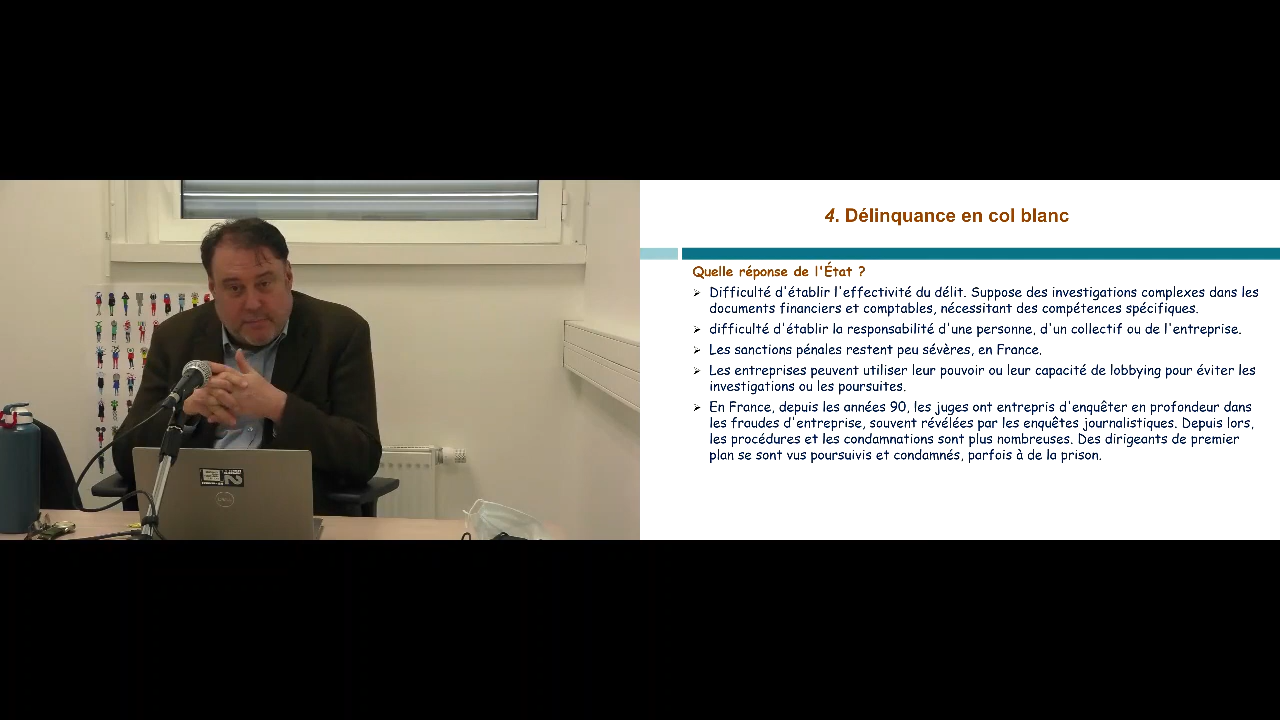 4. Délinquance en col blanc
Quelle réponse de l'État ?
➢ Difficulté d'établir l'effectivité du délit. Suppose des investigations complexes dans les
documents financiers et comptables, nécessitant des compétences spécifiques.
➢ difficulté d'établir la responsabilité d'une personne, d'un collectif ou de l'entreprise.
➢ Les sanctions pénales restent peu sévères, en France.
➢ Les entreprises peuvent utiliser leur pouvoir ou leur capacité de lobbying pour éviter les
investigations ou les poursuites.
➢ En France, depuis les années 90, les juges ont entrepris d'enquêter en profondeur dans
les fraudes d'entreprise, souvent révélées par les enquêtes journalistiques. Depuis lors,
les procédures et les condamnations sont plus nombreuses. Des dirigeants de premier
plan se sont vus poursuivis et condamnés, parfois à de la prison.
DELL